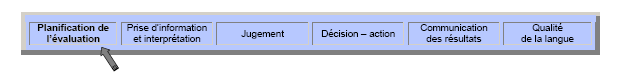 Planification de
l'évaluation
Prise d'information
et interprétation
Jugement
Décision – action
Communication
des résultats
Qualité
de la langue